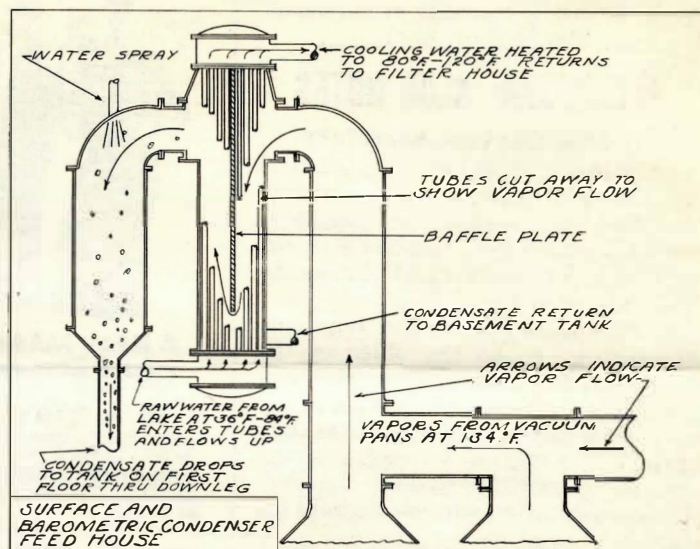 WATER SPRAY
COOLING WATER HEATED
TO 80°F.-120°F. RETURNS
TO FILTER HOUSE
TUBES CUT AWAY TO
SHOW VAPOR FLOW
BAFFLE PLATE
CONDENSATE RETURN
TO BASEMENT TANK
ARROWS INDICATE
VAPOR FLOW
RAW WATER FROM
LAKE AT 36°F-84°F.
ENTERS TUBES
AND FLOWS UP
VAPORS FROM VACUUM
PANS AT 134°F.
CONDENSATE DROPS
TO TANK ON FIRST
FLOOR THRU DOWNLEG
SURFACE AND
BAROMETRIC CONDENSER
FEED HOUSE